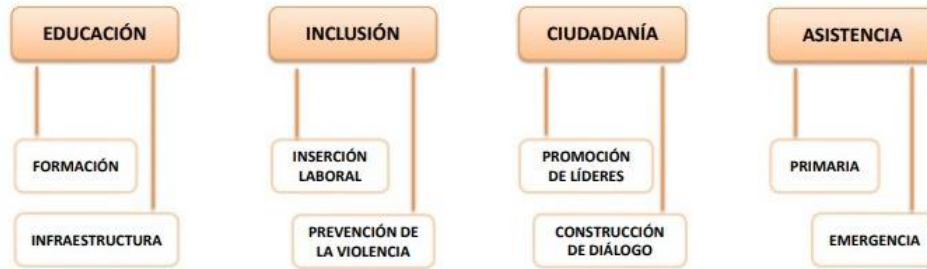 EDUCACIÓN
FORMACIÓN
INFRAESTRUCTURA
INCLUSIÓN
INSERCIÓN
LABORAL
PREVENCIÓN DE
LA VIOLENCIA
CIUDADANÍA
PROMOCIÓN
DE LÍDERES
CONSTRUCCIÓN
DE DIÁLOGO
ASISTENCIA
PRIMARIA
EMERGENCIA